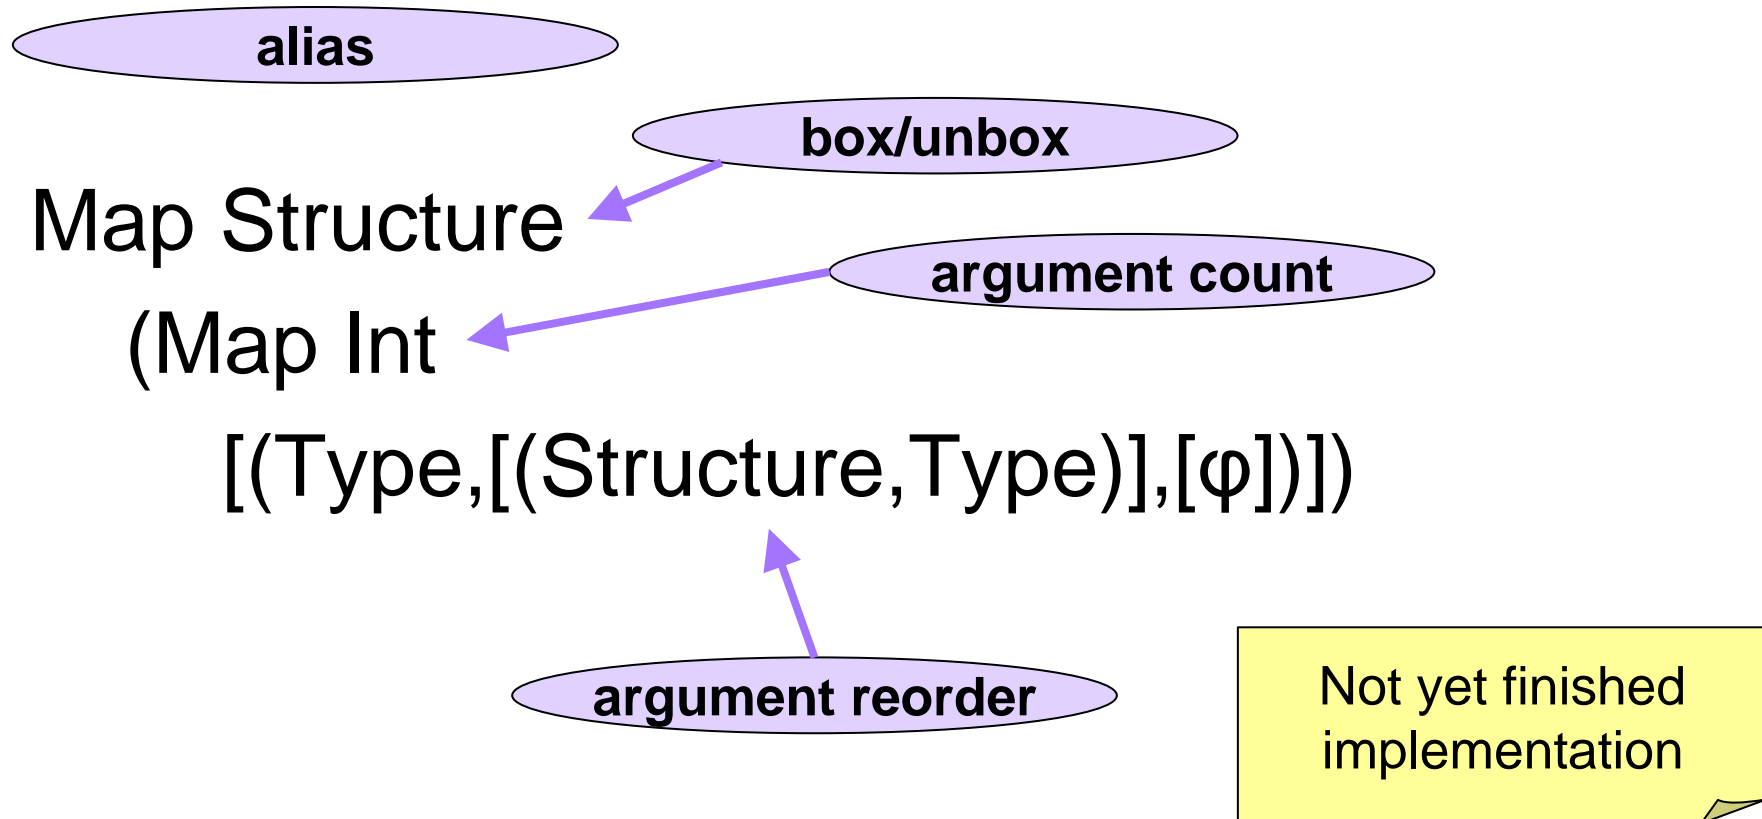 alias
box/unbox
Map Structure
argument count
(Map Int
[(Type,[(Structure,Type)],[φ])])
argument reorder
Not yet finished
implementation